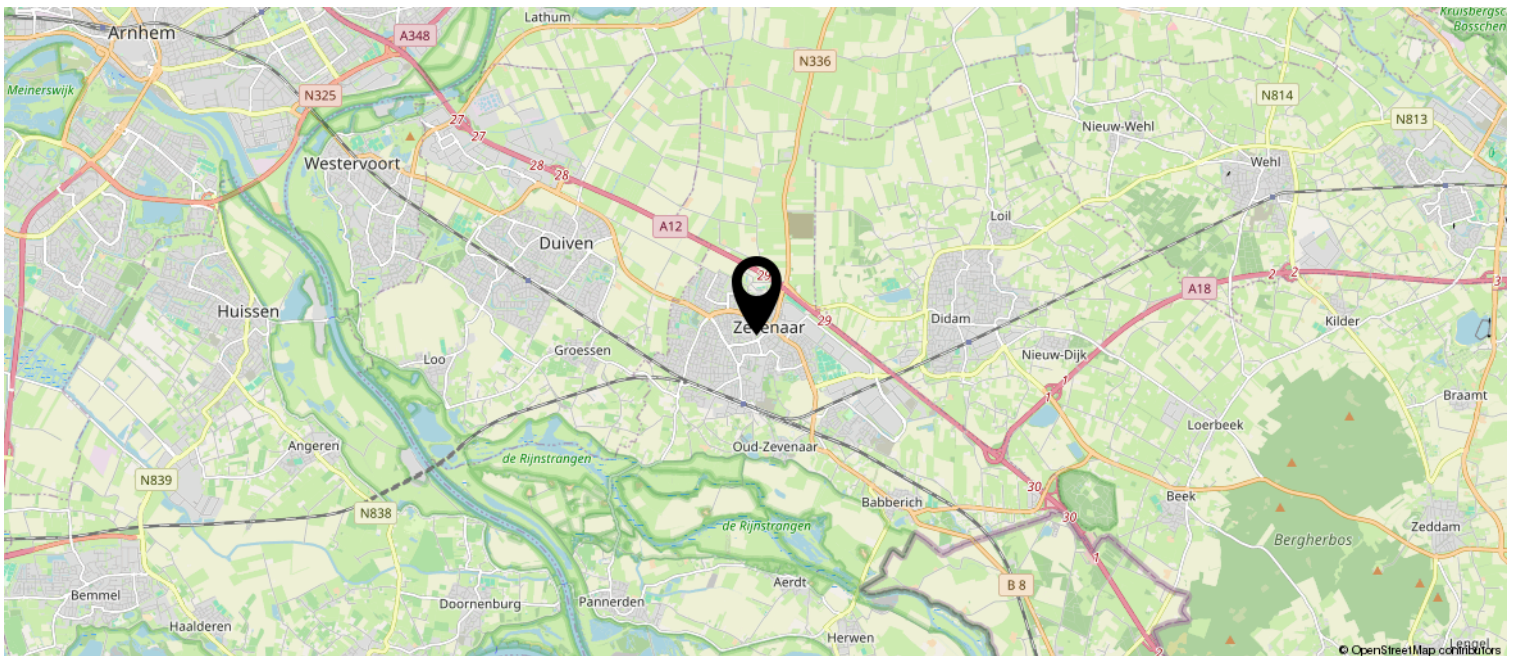 Lathum
Kruisbergsc
Bosschen
Arnhem
A348
N336
Meinerswijk
N325
N814
N813
27
27
Nieuw-Wehl
Westervoort
28
28
Wehl
Loil
A12
Duiven
29
2
2
3
A18
Huissen
Zevenaar
29
Didam
Kilder
Loo
Groessen
Nieuw-Dijk
1
1
Braamt
Loerbeek
Angeren
Oud-Zevenaar
de Rijnstrangen
N839
30
Beek
Babberich
N838
30
de Rijnstrangen
Zeddam
Bergherbos
1
Aerdt
B 8
Bemmel
Doornenburg
Pannerden
Haalderen
Herwen
2
Lengel
© OpenStreetMap contributors